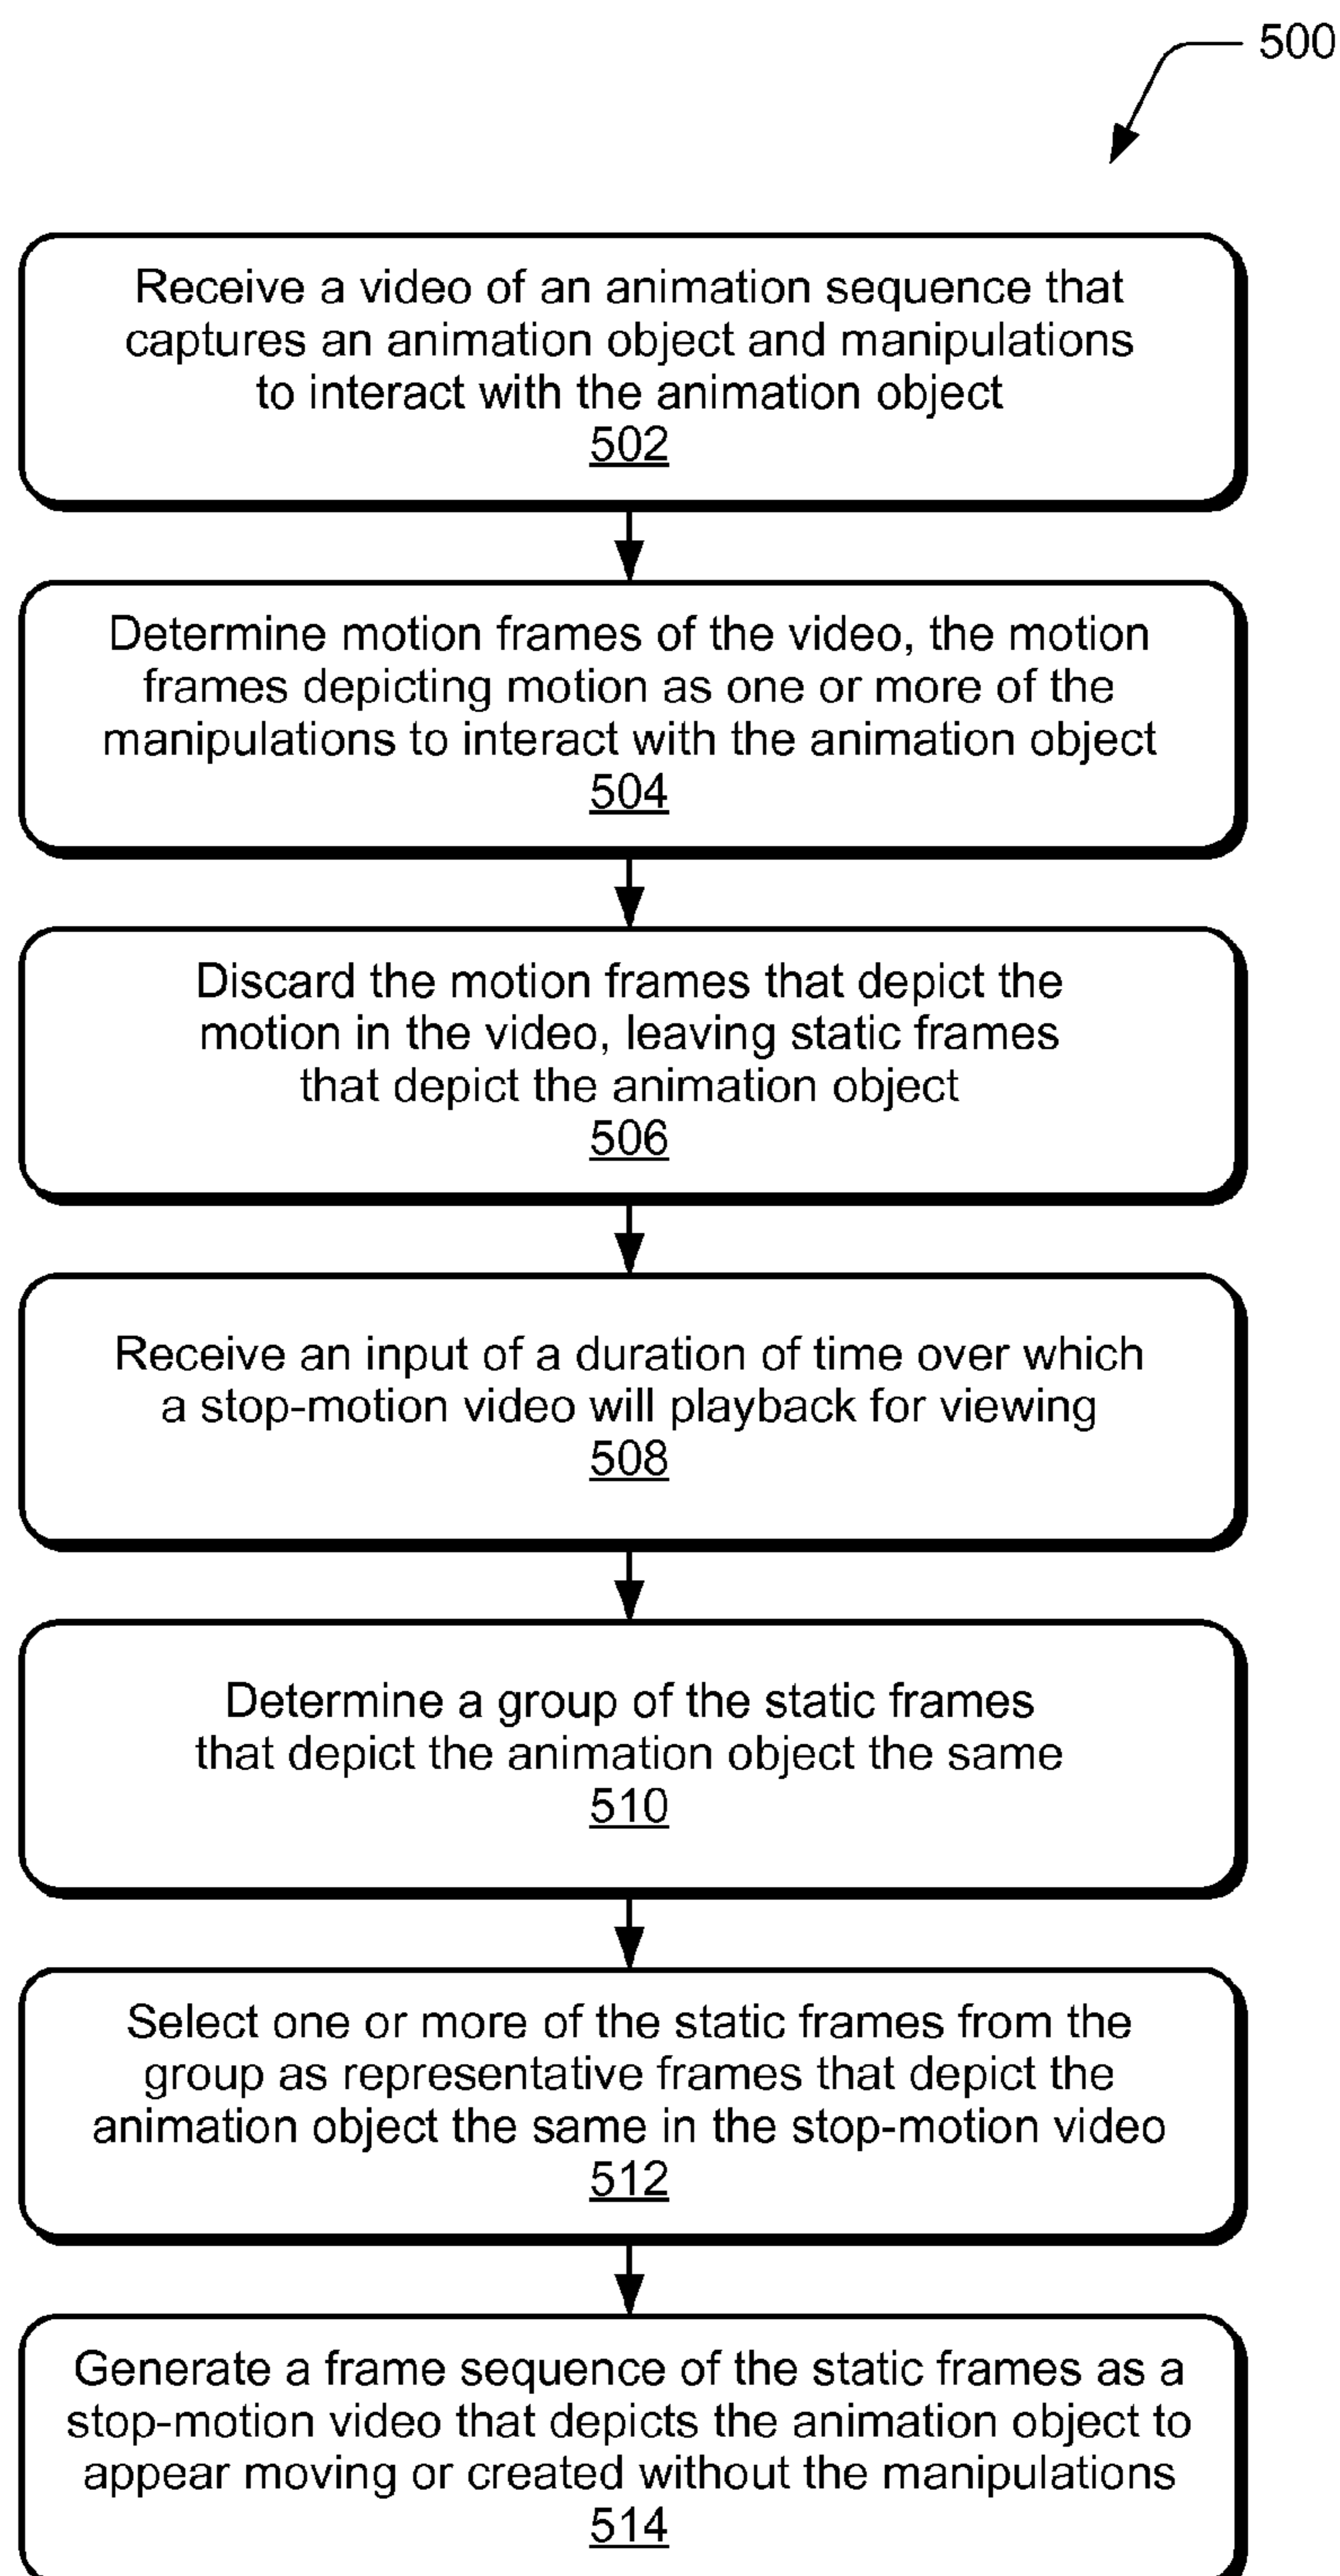 500
Receive a video of an animation sequence that
captures an animation object and manipulations
to interact with the animation object
502
Determine motion frames of the video, the motion
frames depicting motion as one or more of the
manipulations to interact with the animation object
504
Discard the motion frames that depict the
motion in the video, leaving static frames
that depict the animation object
506
Receive an input of a duration of time over which
a stop-motion video will playback for viewing
508
Determine a group of the static frames
that depict the animation object the same
510
Select one or more of the static frames from the
group as representative frames that depict the
animation object the same in the stop-motion video
512
Generate a frame sequence of the static frames as a
stop-motion video that depicts the animation object to
appear moving or created without the manipulations
514